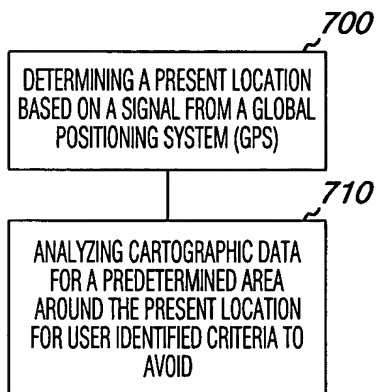 700
DETERMINING A PRESENT LOCATION
BASED ON A SIGNAL FROM A GLOBAL
POSITIONING SYSTEM (GPS)
710
ANALYZING CARTOGRAPHIC DATA
FOR A PREDETERMINED AREA
AROUND THE PRESENT LOCATION
FOR USER IDENTIFIED CRITERIA TO
AVOID